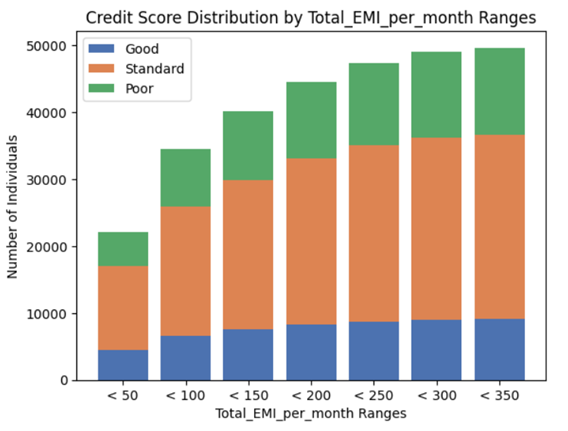 Credit Score Distribution by Total_EMI_per_month Ranges
Good
Standard
Poor
50000
40000
30000
20000
10000
0
Number of Individuals
< 50 < 100 < 150 < 200 < 250 < 300 < 350
Total_EMI_per_month Ranges